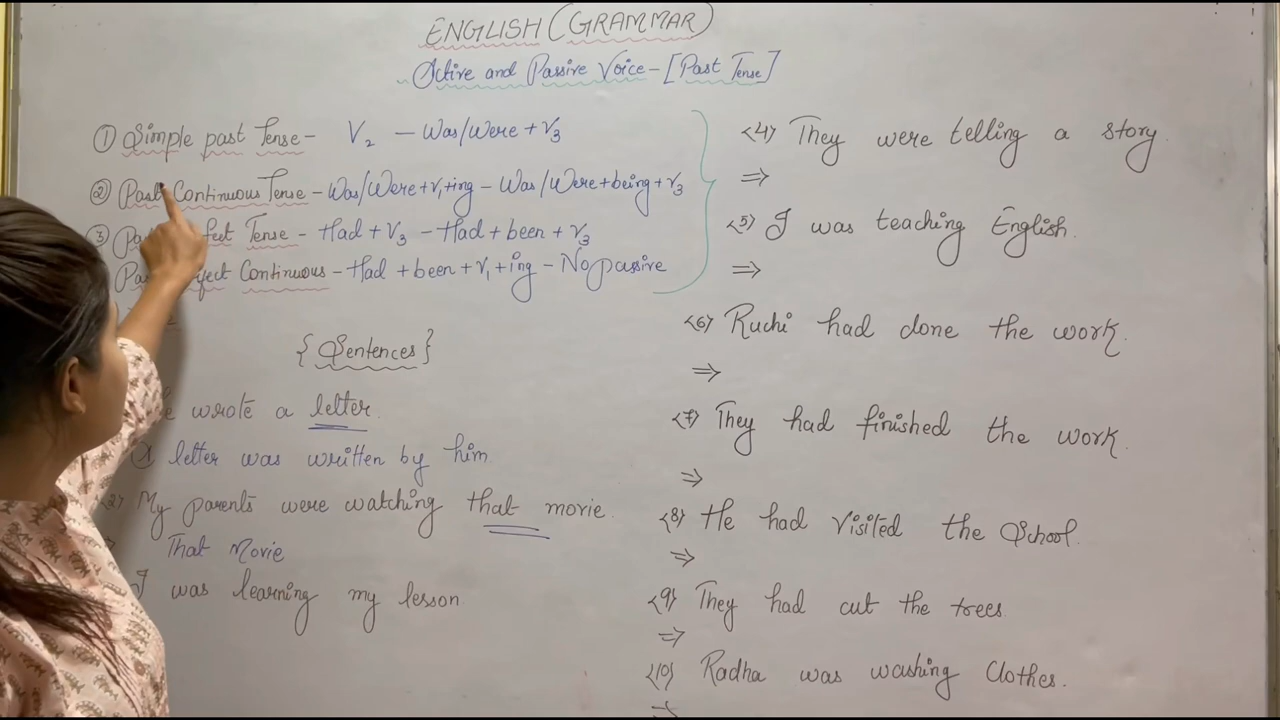 ENGLISH (GRAMMAR)
Active and Passive Voice - [Past Tense]
① Simple past Tense - V2 - Was/Were + V3
② Past Continuous Tense - Was/Were + V1 + ing - Was/Were + being + V3
③ Tense - Had + V3 - Had + been + V3
Continuous - Had + been + V1 + ing - No passive
{Sentences}
wrote a letter.
A letter was written by him
(2) My parents were watching that movie.
That Movie
I was learning my lesson
(4) They were telling a story.
⇒
(5) I was teaching English.
⇒
(6) Ruchi had done the work.
⇒
(7) They had finished the work.
⇒
(8) He had visited the School.
⇒
(9) They had cut the trees
⇒
(10) Radha was washing Clothes.
⇒